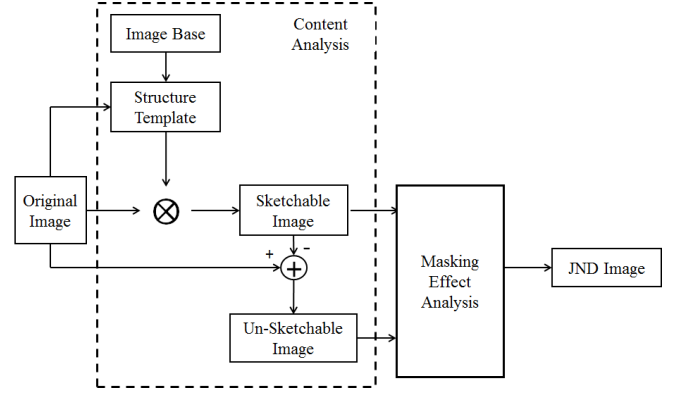 Image Base
Content
Analysis
Structure
Template
Original
Image
Sketchable
Image
+
-
Masking
Effect
Analysis
JND Image
Un-Sketchable
Image